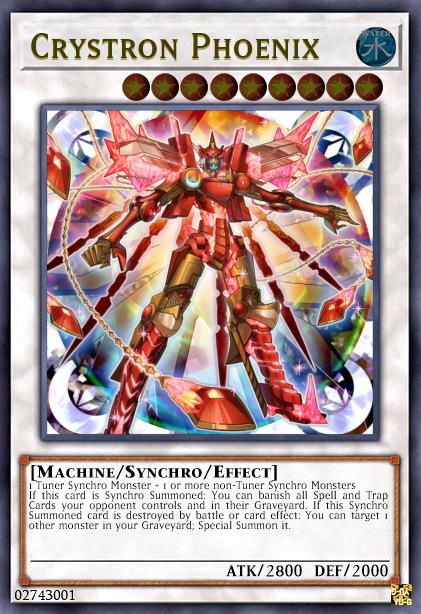 Crystron Phoenix
WATER
水
[Machine/Synchro/Effect]
1 Tuner Synchro Monster + 1 or more non-Tuner Synchro Monsters
If this card is Synchro Summoned: You can banish all Spell and Trap
Cards your opponent controls and in their Graveyard. If this Synchro
Summoned card is destroyed by battle or card effect: You can target 1
other monster in your Graveyard; Special Summon it.
ATK/2800 DEF/2000
02743001